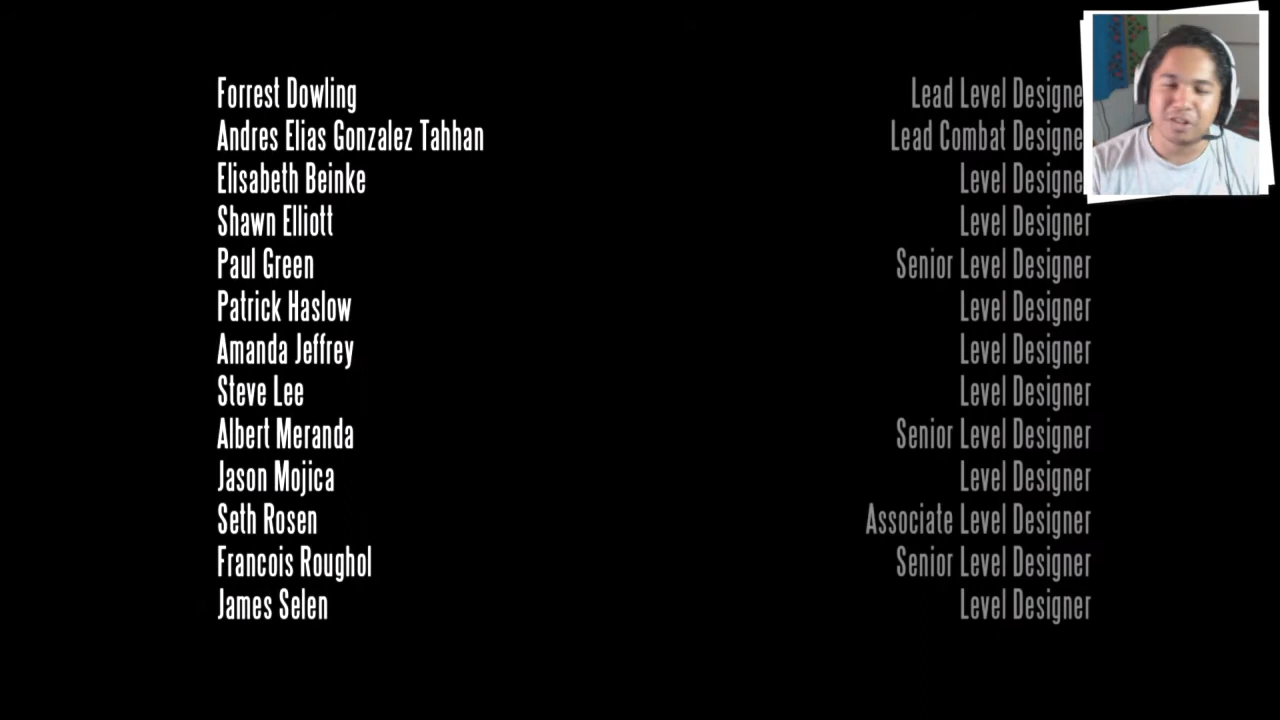 Forrest Dowling Lead Level Designe
Andres Elias Gonzalez Tahhan Lead Combat Designe
Elisabeth Beinke Level Designe
Shawn Elliott Level Designer
Paul Green Senior Level Designer
Patrick Haslow Level Designer
Amanda Jeffrey Level Designer
Steve Lee Level Designer
Albert Meranda Senior Level Designer
Jason Mojica Level Designer
Seth Rosen Associate Level Designer
Francois Roughol Senior Level Designer
James Selen Level Designer